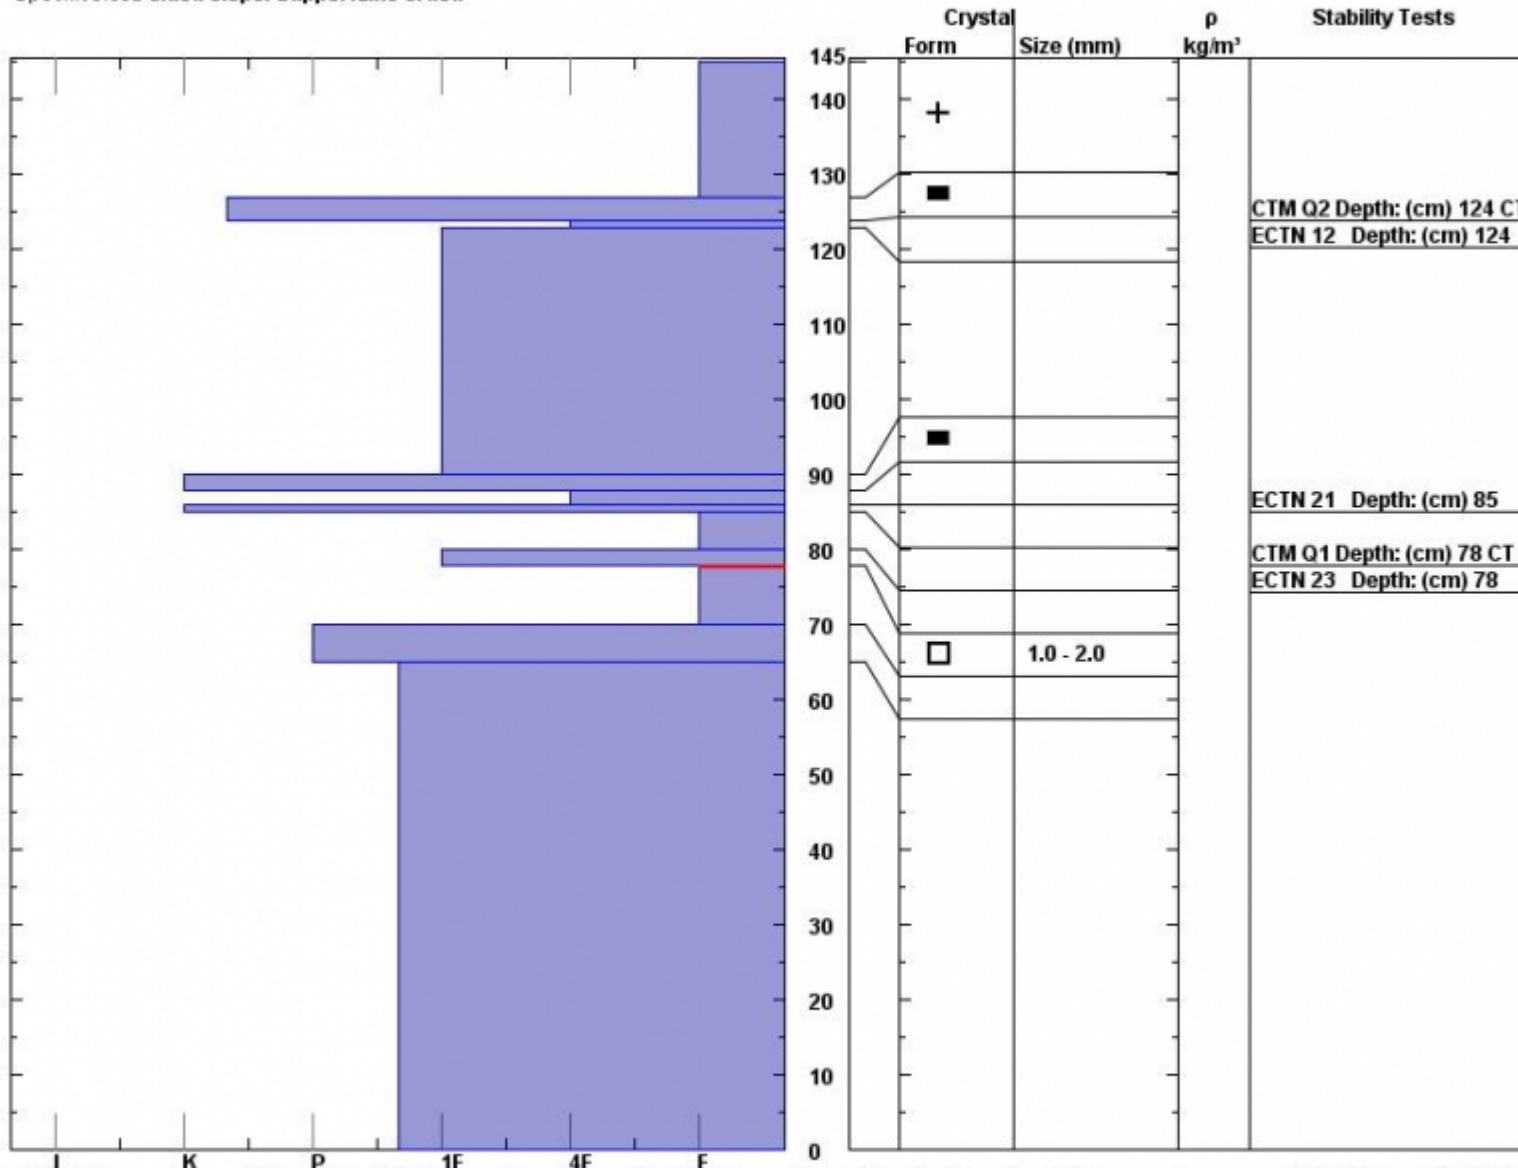 Crystal ρ Stability Tests
Form Size (mm) kg/m³
145
140
130
CTM Q2 Depth: (cm) 124 CT
120
ECTN 12 Depth: (cm) 124
110
100
90
ECTN 21 Depth: (cm) 85
80
CTM Q1 Depth: (cm) 78 CT
ECTN 23 Depth: (cm) 78
70
1.0 - 2.0
60
50
40
30
20
10
0
I K P 1F 4F F